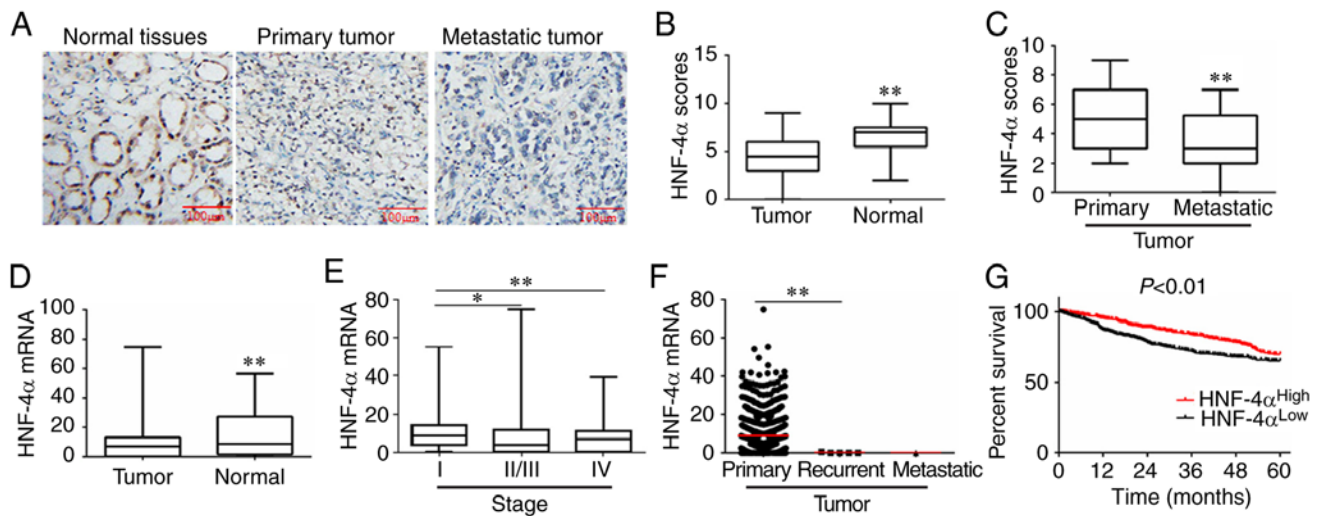 A
Normal tissues
Primary tumor
Metastatic tumor
100μm
100μm
100μm
B
HNF-4α scores
15
10
5
0
**
Tumor
Normal
C
HNF-4α scores
10
8
6
4
2
0
**
Primary
Metastatic
Tumor
D
HNF-4α mRNA
100
80
60
40
20
0
**
Tumor
Normal
E
HNF-4α mRNA
80
60
40
20
0
**
*
I
II/III
IV
Stage
F
HNF-4α mRNA
80
60
40
20
0
**
Primary
Recurrent
Metastatic
Tumor
G
P<0.01
Percent survival
100
50
0
HNF-4αHigh
HNF-4αLow
0 12 24 36 48 60
Time (months)